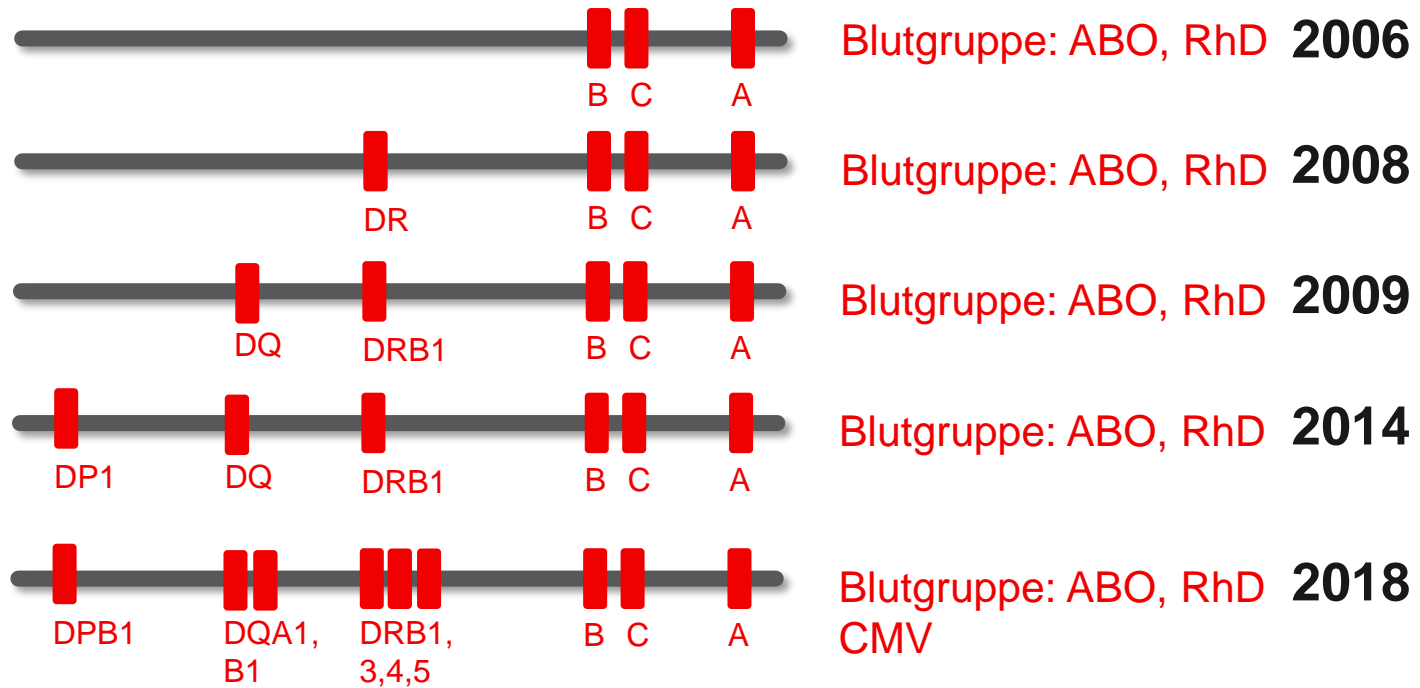 Blutgruppe: ABO, RhD 2006
B C A
Blutgruppe: ABO, RhD 2008
DR B C A
Blutgruppe: ABO, RhD 2009
DQ DRB1 B C A
Blutgruppe: ABO, RhD 2014
DP1 DQ DRB1 B C A
Blutgruppe: ABO, RhD 2018
CMV
DPB1 DQA1, DRB1, B C A
B1 3,4,5